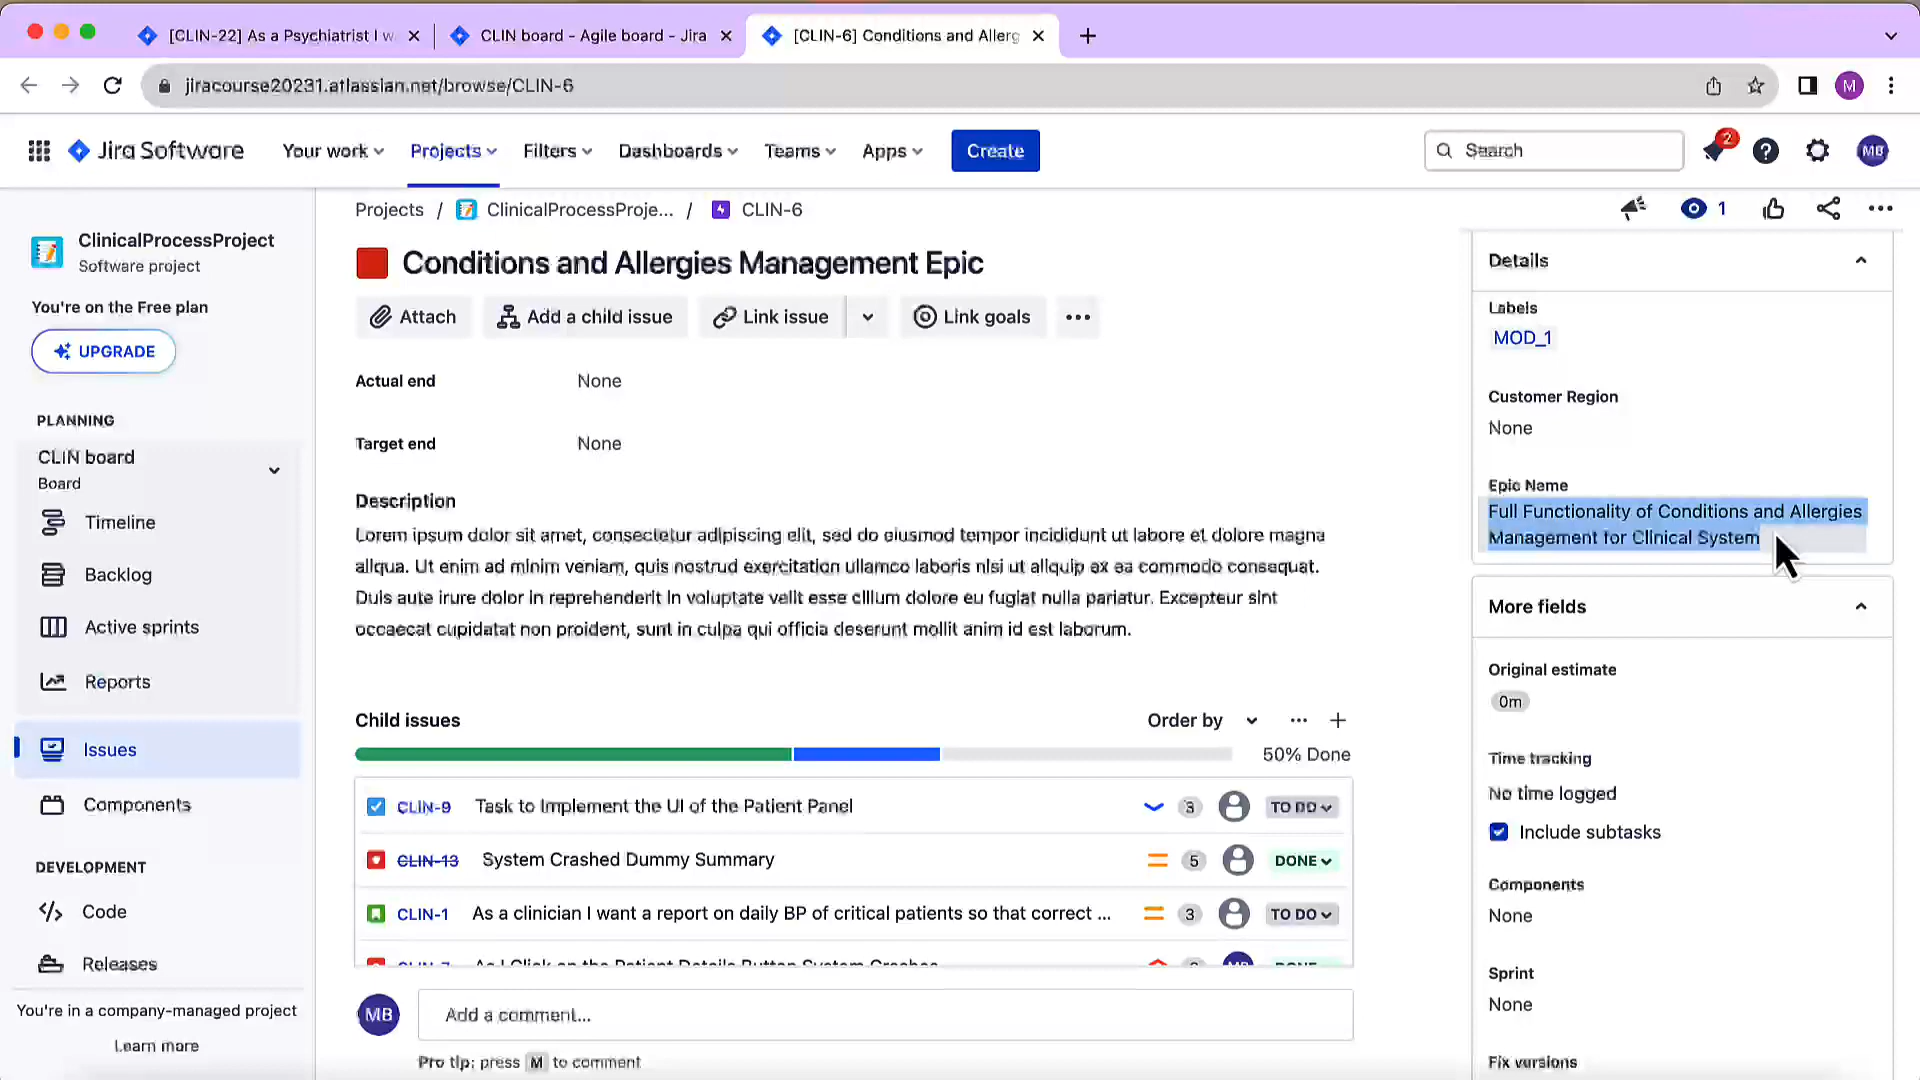 [CLIN-22] As a Psychiatrist I w
CLIN board - Agile board - Jira
[CLIN-6] Conditions and Allerg
jiracourse20231.atlassian.net/browse/CLIN-6
M
Jira Software
Your work
Projects
Filters
Dashboards
Teams
Apps
Create
Search
2
MB
ClinicalProcessProject
Software project
You're on the Free plan
UPGRADE
PLANNING
CLIN board
Board
Timeline
Backlog
Active sprints
Reports
Issues
Components
DEVELOPMENT
Code
Releases
You're in a company-managed project
Learn more
Projects / ClinicalProcessProje... / CLIN-6
1
Conditions and Allergies Management Epic
Attach
Add a child issue
Link issue
Link goals
Actual end
None
Target end
None
Description
Lorem ipsum dolor sit amet, consectetur adipiscing elit, sed do eiusmod tempor incididunt ut labore et dolore magna
aliqua. Ut enim ad minim veniam, quis nostrud exercitation ullamco laboris nisi ut aliquip ex ea commodo consequat.
Duis aute irure dolor in reprehenderit in voluptate velit esse cillum dolore eu fugiat nulla pariatur. Excepteur sint
occaecat cupidatat non proident, sunt in culpa qui officia deserunt mollit anim id est laborum.
Child issues
Order by
50% Done
CLIN-9 Task to Implement the UI of the Patient Panel 3 TO DO
CLIN-13 System Crashed Dummy Summary 5 DONE
CLIN-1 As a clinician I want a report on daily BP of critical patients so that correct ... 3 TO DO
CLIN-7 As I Click on the Patient Details Button System Crashes MB DONE
MB
Add a comment...
Pro tip: press M to comment
Details
Labels
MOD_1
Customer Region
None
Epic Name
Full Functionality of Conditions and Allergies
Management for Clinical System
More fields
Original estimate
0m
Time tracking
No time logged
Include subtasks
Components
None
Sprint
None
Fix versions